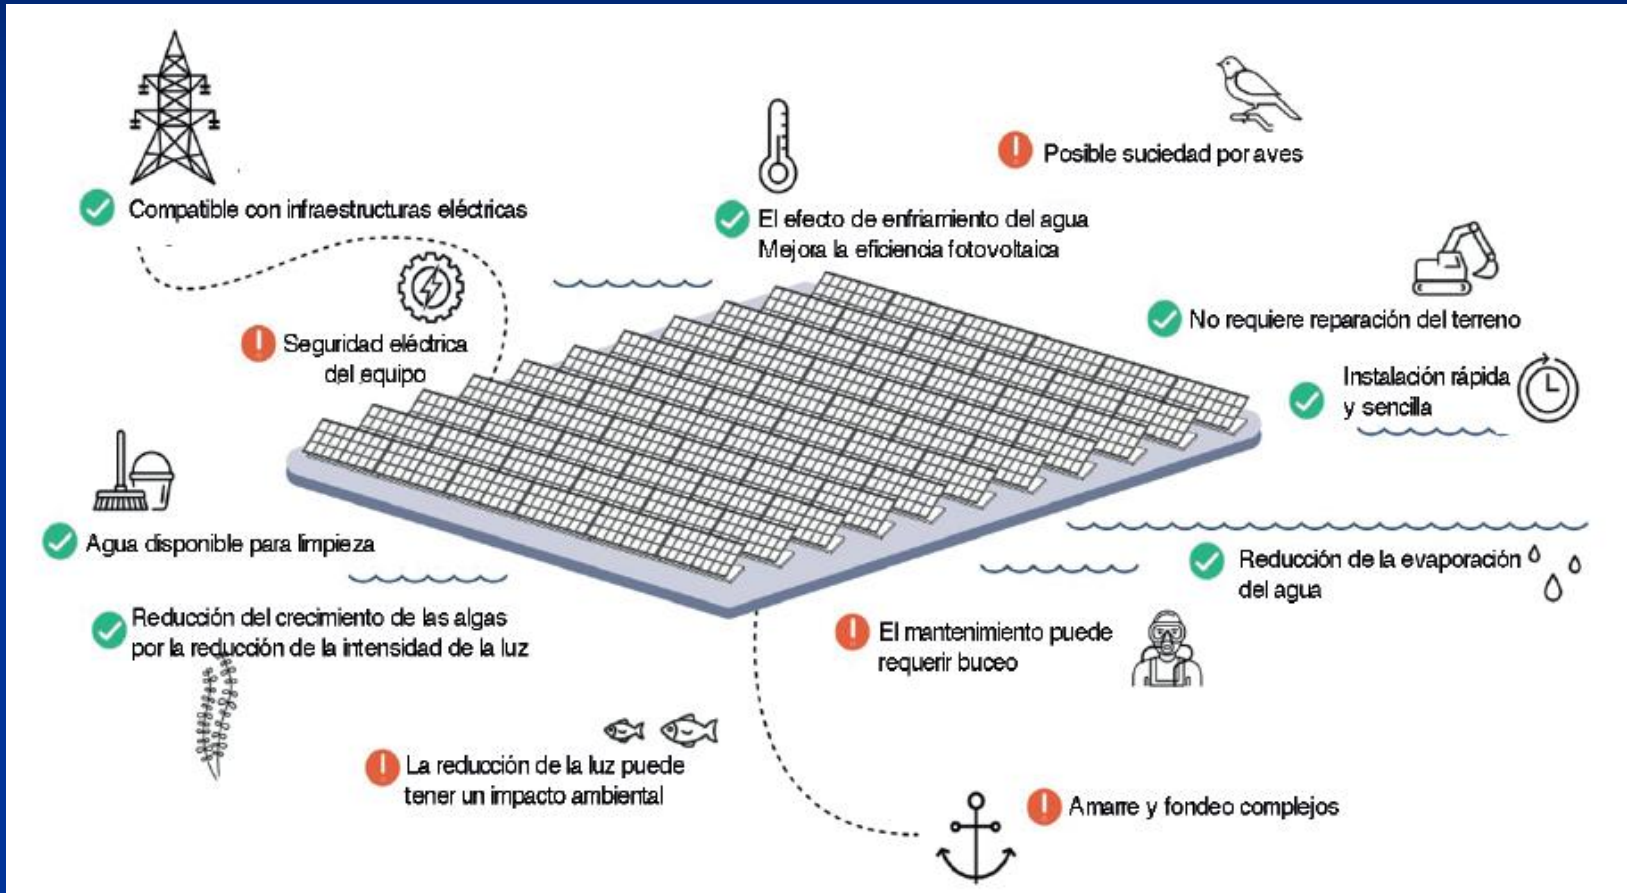 Posible suciedad por aves
Compatible con infraestructuras eléctricas
El efecto de enfriamiento del agua
Mejora la eficiencia fotovoltaica
No requiere reparación del terreno
Seguridad eléctrica
del equipo
Instalación rápida
y sencilla
Agua disponible para limpieza
Reducción de la evaporación
del agua
Reducción del crecimiento de las algas
por la reducción de la intensidad de la luz
El mantenimiento puede
requerir buceo
La reducción de la luz puede
tener un impacto ambiental
Amarre y fondeo complejos